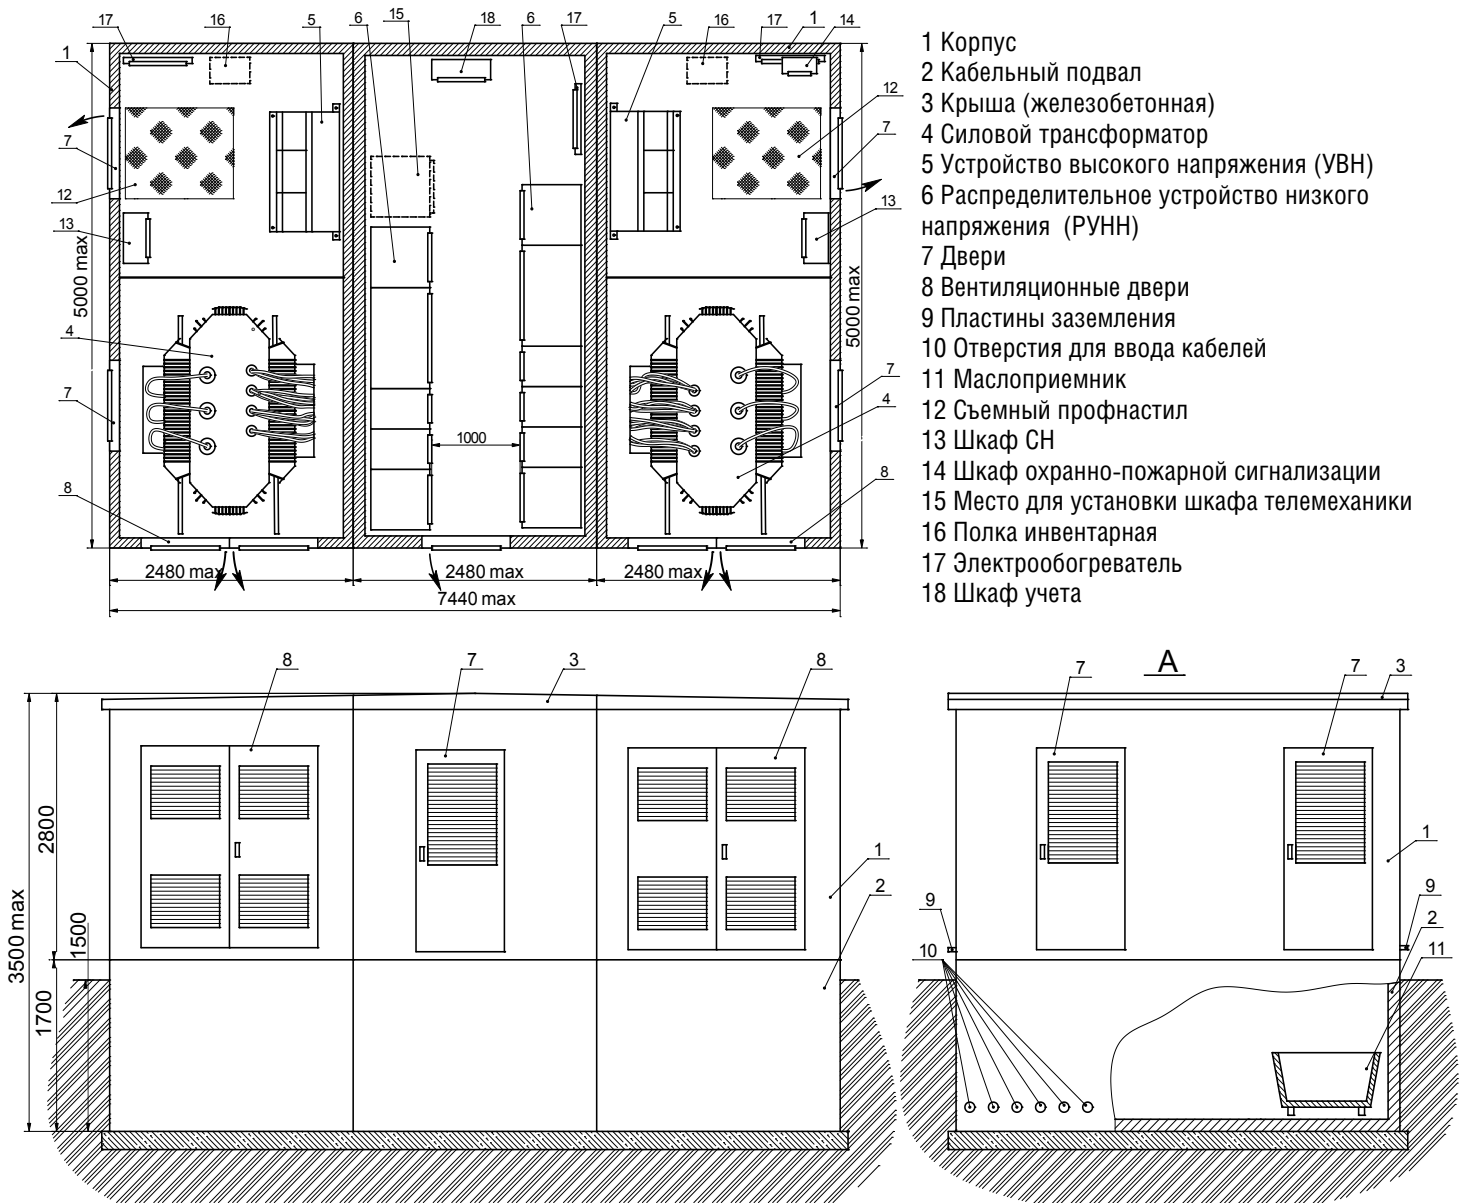 17
16
5
6
15
18
6
17
5
16
17
1
14
1
12
7
7
12
13
13
5000 max
5000 max
4
7
7
4
1000
8
8
2480 max
2480 max
2480 max
7440 max
1 Корпус
2 Кабельный подвал
3 Крыша (железобетонная)
4 Силовой трансформатор
5 Устройство высокого напряжения (УВН)
6 Распределительное устройство низкого
напряжения (РУНН)
7 Двери
8 Вентиляционные двери
9 Пластины заземления
10 Отверстия для ввода кабелей
11 Маслоприемник
12 Съемный профнастил
13 Шкаф СН
14 Шкаф охранно-пожарной сигнализации
15 Место для установки шкафа телемеханики
16 Полка инвентарная
17 Электрообогреватель
18 Шкаф учета
8
7
3
8
1
2
3500 max
2800
1700
1500
А
7
7
3
1
9
9
2
10
11